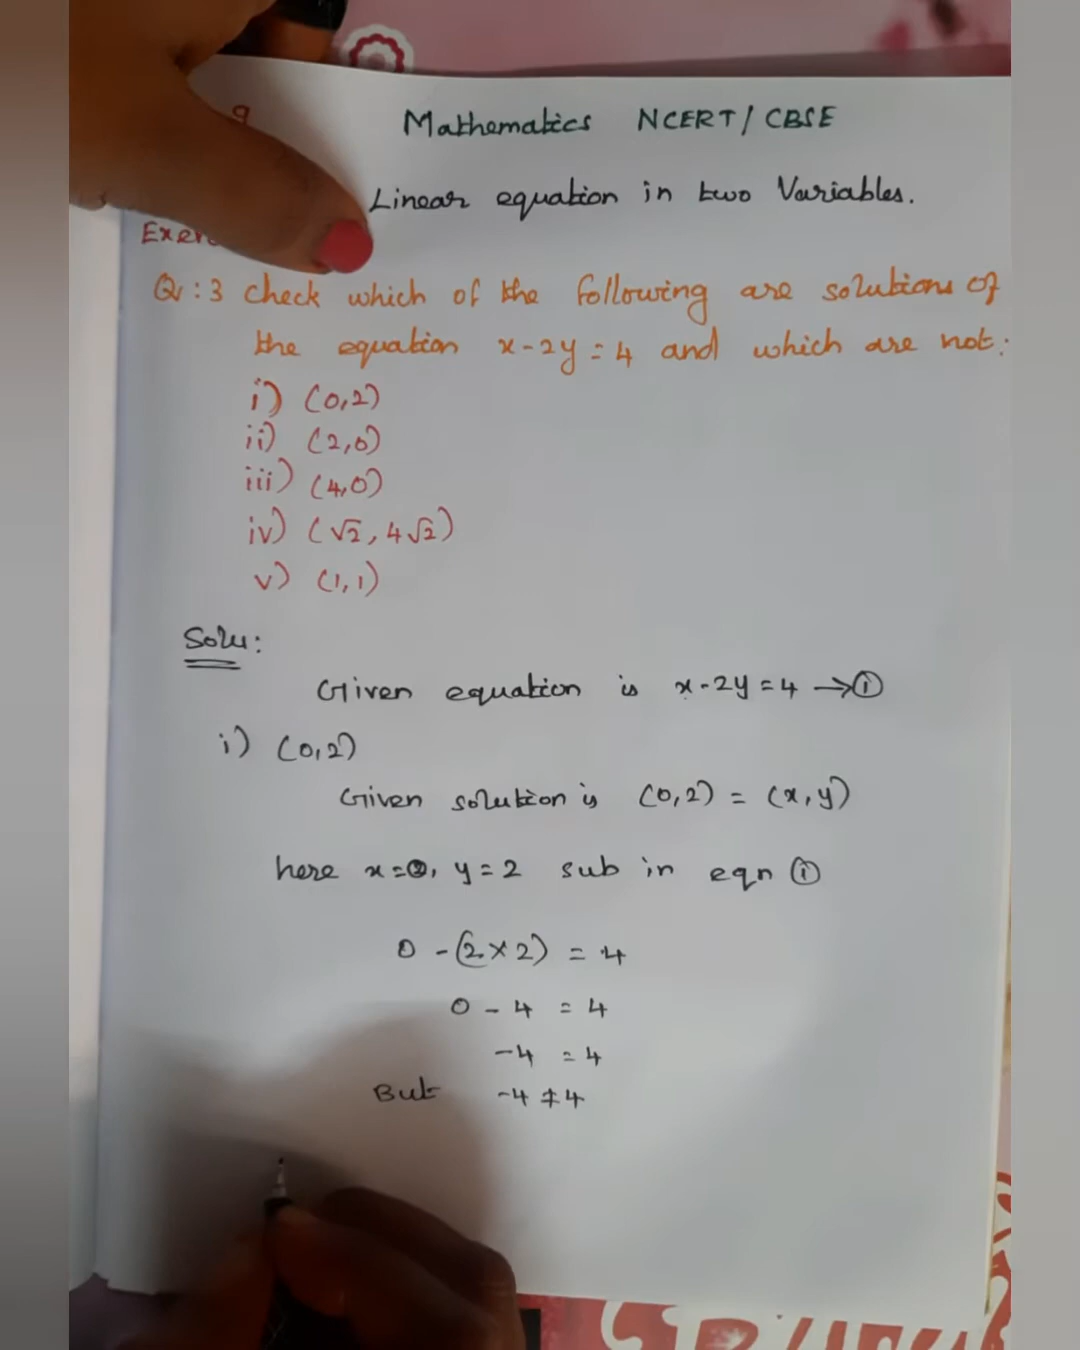 9
Mathematics NCERT/CBSE
Linear equation in two Variables.
Q: 3 check which of the following are solutions of
the equation x-2y=4 and which are not:
i) (0,2)
ii) (2,0)
iii) (4,0)
iv) (√2, 4√2)
v) (1,1)
Solu:
Given equation is x-2y=4 →①
i) (0,2)
Given solution is (0,2) = (x,y)
here x=0, y=2 sub in eqn ①
0 -(2×2) = 4
0 - 4 = 4
-4 = 4
But -4 ≠ 4